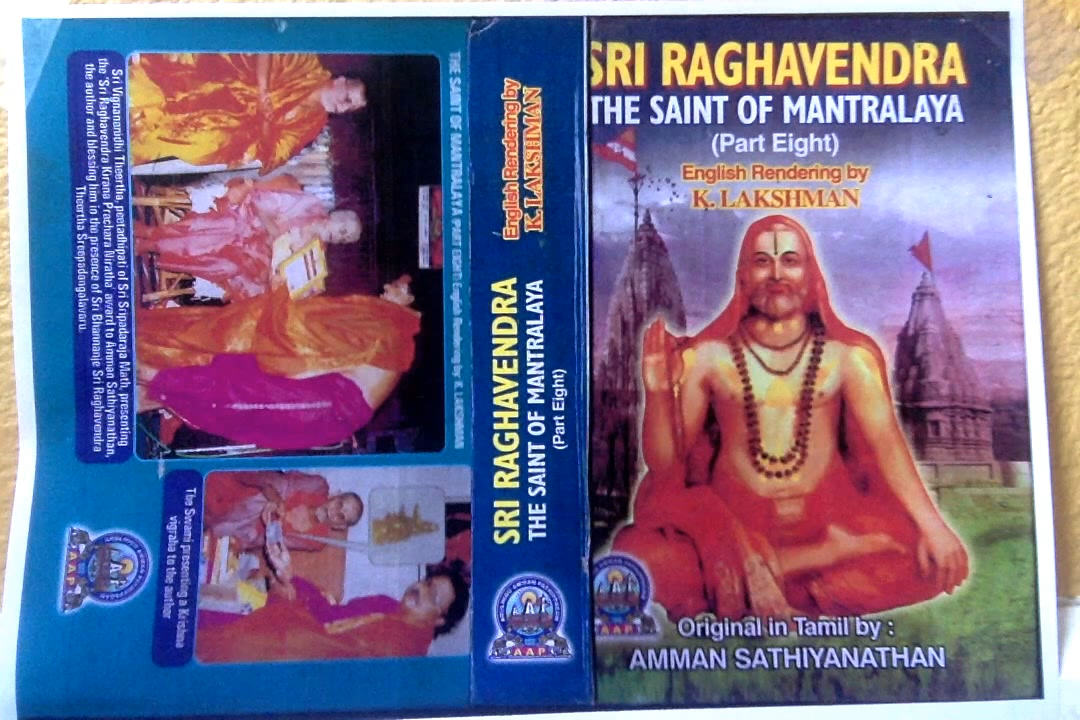 SRI RAGHAVENDRA
THE SAINT OF MANTRALAYA
(Part Eight)
English Rendering by
K. LAKSHMAN
Original in Tamil by :
AMMAN SATHIYANATHAN
SRI RAGHAVENDRA
THE SAINT OF MANTRALAYA
(Part Eight)
English Rendering by
K. LAKSHMAN
A A P
THE SAINT OF MANTRALAYA (PART EIGHT) English Rendering by K. LAKSHMAN
Sri Vignananidhi Theertha, peetadhipati of Sri Sripadaraja Math, presenting
the 'Sri Raghavendra Kirana Prachara Niratha' award to Amman Sathiyanathan,
the author and blessing him in the presence of Sri Bhannanje Sri Raghavendra
Theertha Sreepadangalavaru.
The Swami presenting a Krishna
vigraha to the author
A A P
A A P